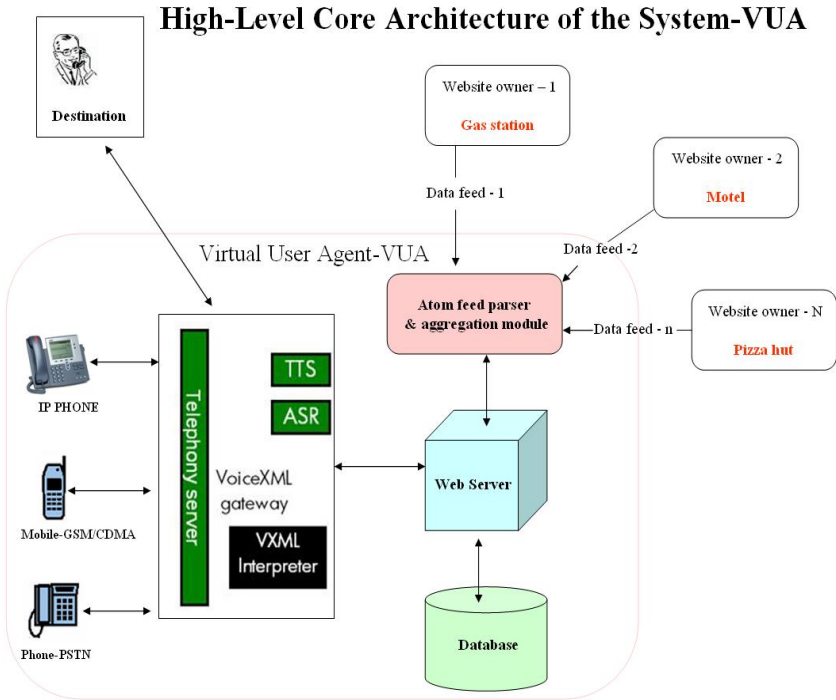 High-Level Core Architecture of the System-VUA
Destination
Website owner – 1
Gas station
Website owner - 2
Motel
Data feed - 1
Data feed -2
Virtual User Agent-VUA
Atom feed parser
& aggregation module
Website owner - N
Pizza hut
Data feed - n
IP PHONE
Mobile-GSM/CDMA
Phone-PSTN
Telephony server
TTS
ASR
VoiceXML
gateway
VXML
Interpreter
Web Server
Database